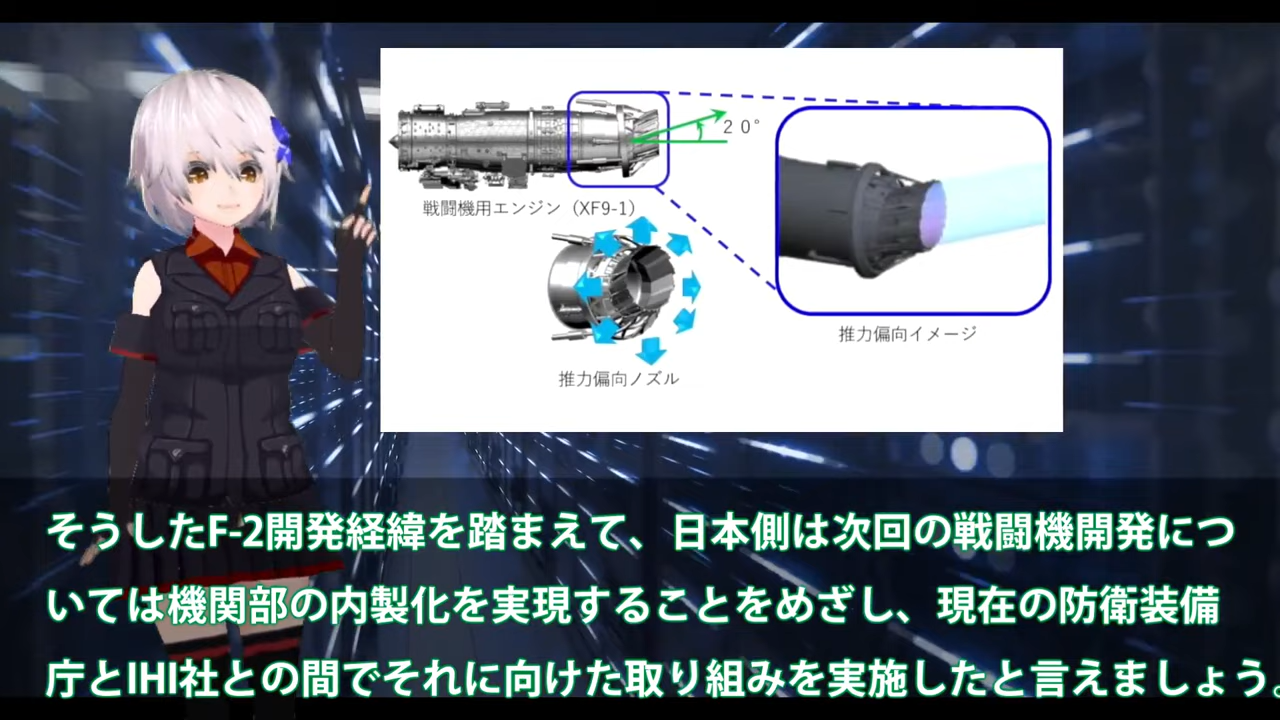 20°
戦闘機用エンジン（XF9-1）
推力偏向イメージ
推力偏向ノズル
そうしたF-2開発経緯を踏まえて、日本側は次回の戦闘機開発につ
いては機関部の内製化を実現することをめざし、現在の防衛装備
庁とIHI社との間でそれに向けた取り組みを実施したと言えましょう。